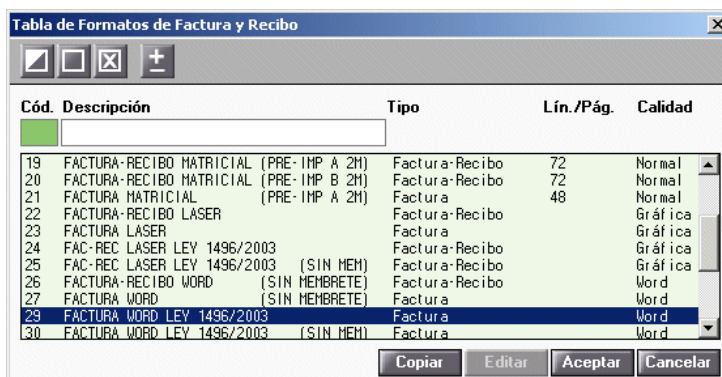 Tabla de Formatos de Factura y Recibo
Cód. Descripción Tipo Lín./Pág. Calidad
19 FACTURA-RECIBO MATRICIAL (PRE-IMP A 2M) Factura-Recibo 72 Normal
20 FACTURA-RECIBO MATRICIAL (PRE-IMP B 2M) Factura-Recibo 72 Normal
21 FACTURA MATRICIAL (PRE-IMP A 2M) Factura 48 Normal
22 FACTURA-RECIBO LASER Factura-Recibo Gráfica
23 FACTURA LASER Factura Gráfica
24 FAC-REC LASER LEY 1496/2003 Factura-Recibo Gráfica
25 FAC-REC LASER LEY 1496/2003 (SIN MEM) Factura-Recibo Gráfica
26 FACTURA-RECIBO WORD (SIN MEMBRETE) Factura-Recibo Word
27 FACTURA WORD (SIN MEMBRETE) Factura Word
29 FACTURA WORD LEY 1496/2003 Factura Word
30 FACTURA WORD LEY 1496/2003 (SIN MEM) Factura Word
Copiar Editar Aceptar Cancelar